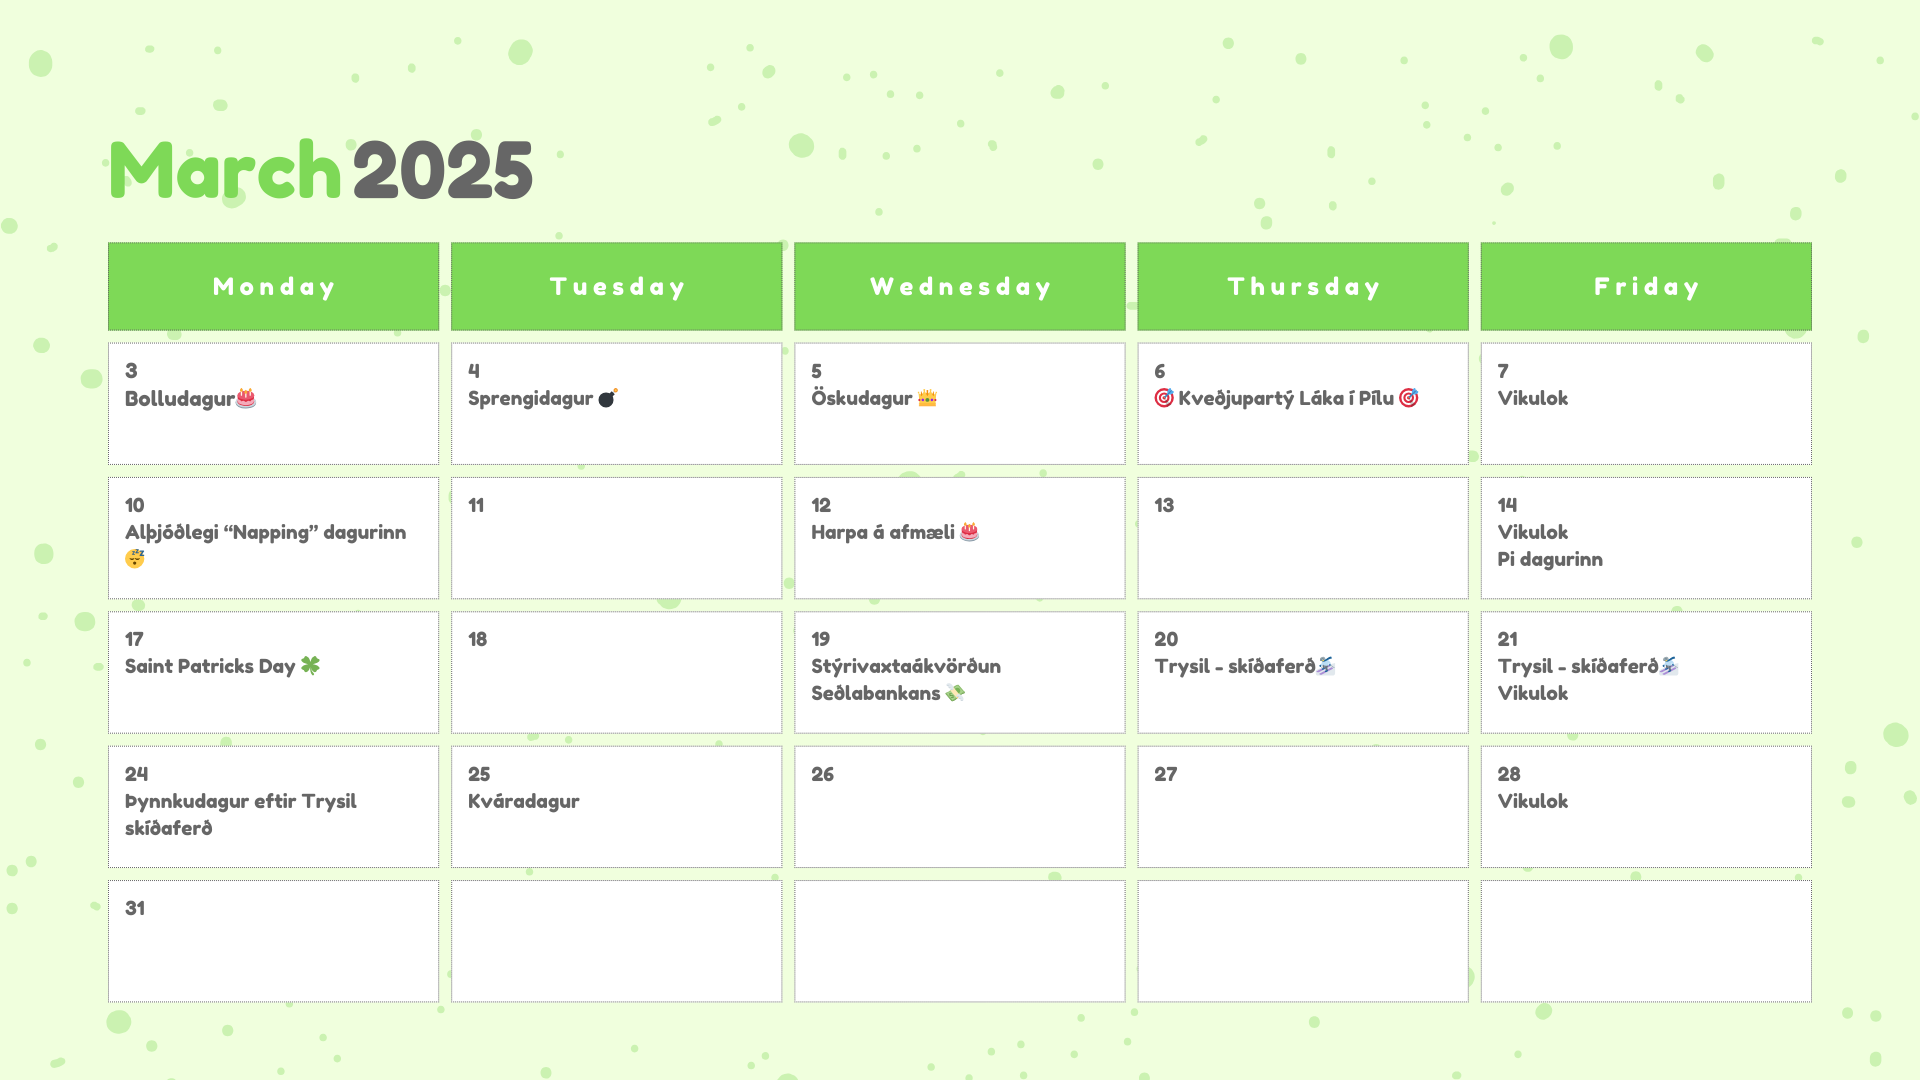 March 2025
Monday
Tuesday
Wednesday
Thursday
Friday
3
Bolludagur🎂
4
Sprengidagur 💣
5
Öskudagur 👑
6
🎯 Kveðjupartý Láka í Pílu 🎯
7
Vikulok
10
Alþjóðlegi “Napping” dagurinn
😴
11
12
Harpa á afmæli 🎂
13
14
Vikulok
Pi dagurinn
17
Saint Patricks Day 🍀
18
19
Stýrivaxtaákvörðun
Seðlabankans 💸
20
Trysil - skíðaferð⛷️
21
Trysil - skíðaferð⛷️
Vikulok
24
Þynnkudagur eftir Trysil
skíðaferð
25
Kváradagur
26
27
28
Vikulok
31